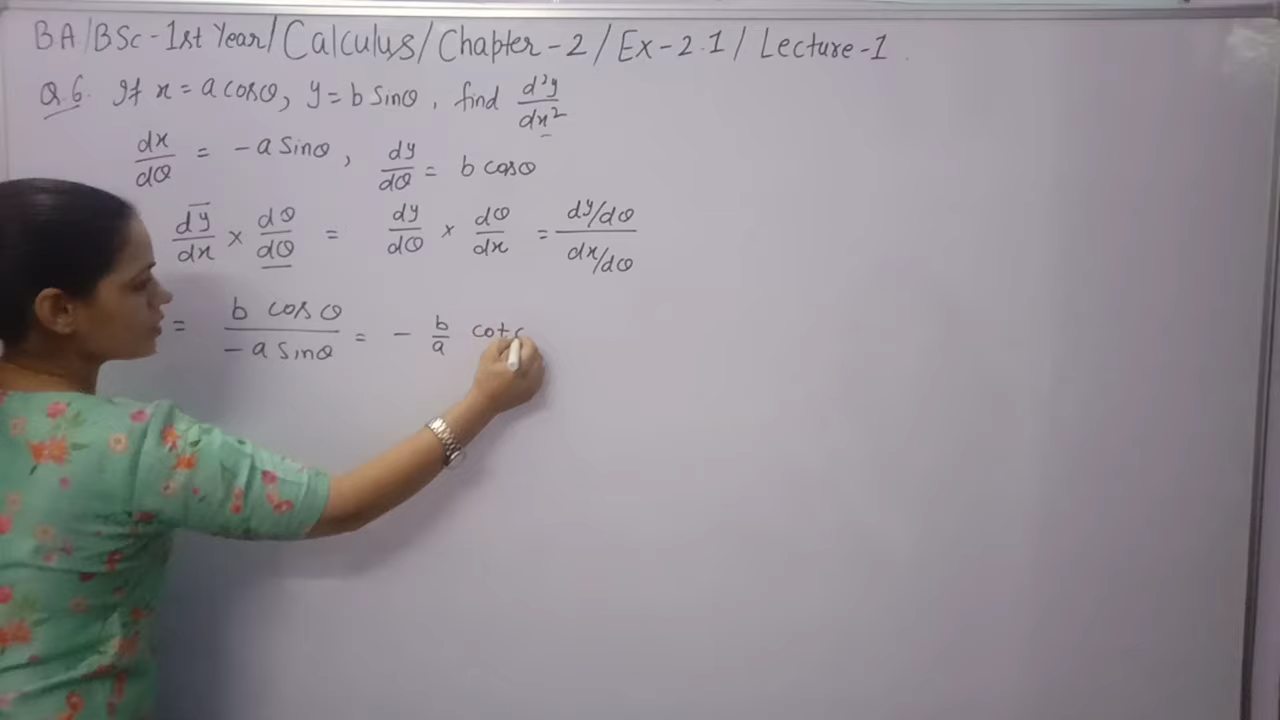 BA/BSc-1st Year/Calculus/Chapter-2/Ex-2.1/Lecture-1
Q.6. If x = a cosθ, y = b Sinθ, find d²y/dx²
dx/dθ = -a Sinθ, dy/dθ = b cosθ
dy/dx × dθ/dθ = dy/dθ × dθ/dx = (dy/dθ)/(dx/dθ)
= b cosθ/-a sinθ = - b/a cot